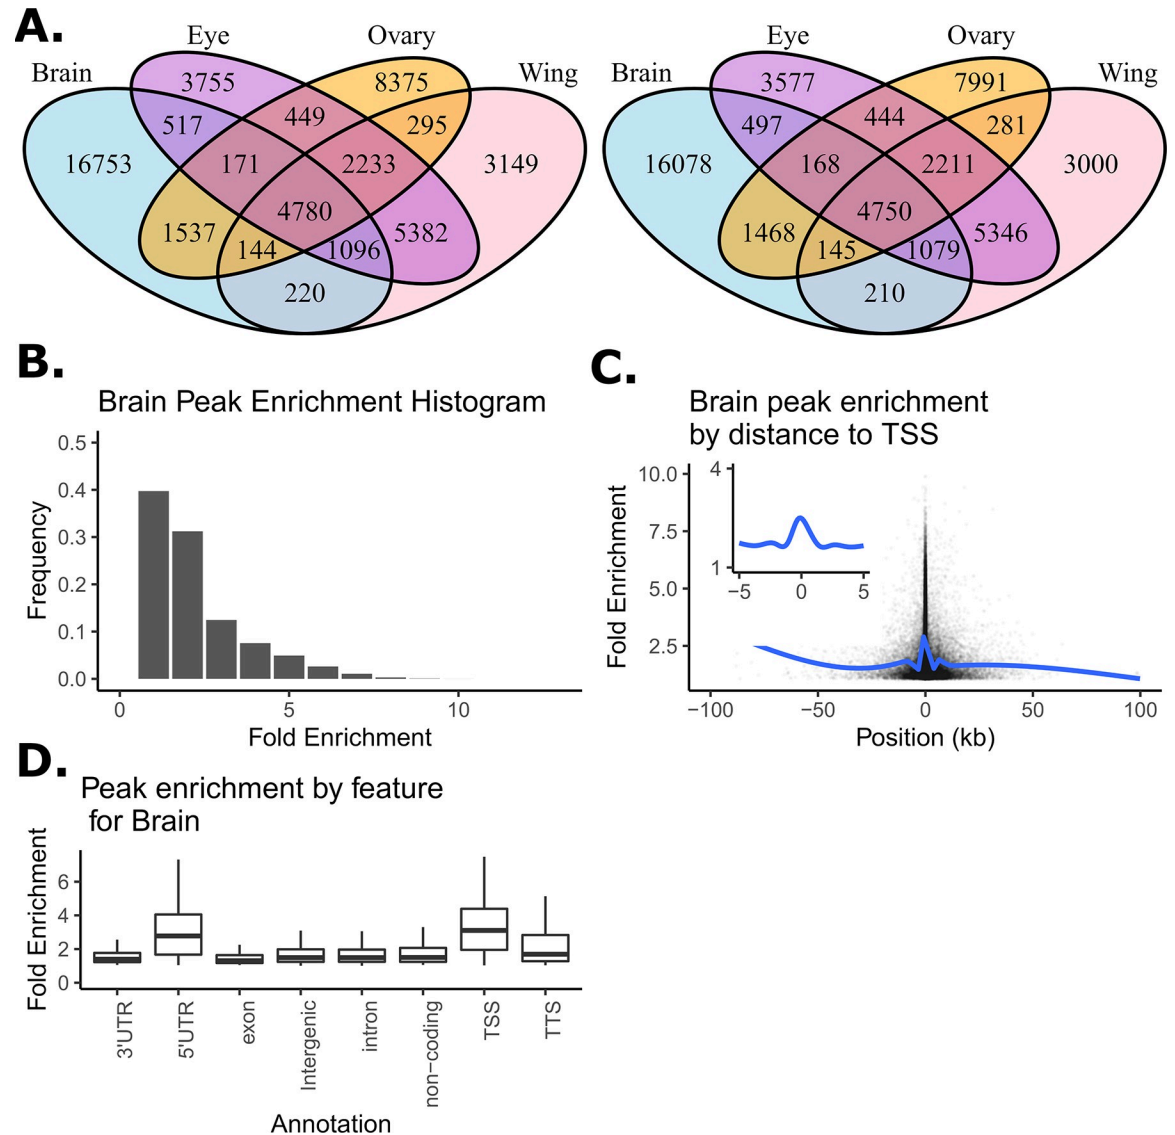 A.
Eye Ovary Eye Ovary
Brain Wing Brain Wing
3755 8375 3577 7991
517 449 295 497 444 281
16753 171 2233 3149 16078 168 2211 3000
4780 4750
1537 5382 1468 5346
144 1096 145 1079
220 210
B.
Brain Peak Enrichment Histogram
Frequency
0.5
0.4
0.3
0.2
0.1
0.0
0 5 10
Fold Enrichment
C.
Brain peak enrichment
by distance to TSS
Fold Enrichment
10.0
7.5
5.0
2.5
4
1
−5 0 5
−100 −50 0 50 100
Position (kb)
D.
Peak enrichment by feature
for Brain
Fold Enrichment
6
4
2
0
3'UTR
5'UTR
exon
Intergenic
intron
non−coding
TSS
TTS
Annotation